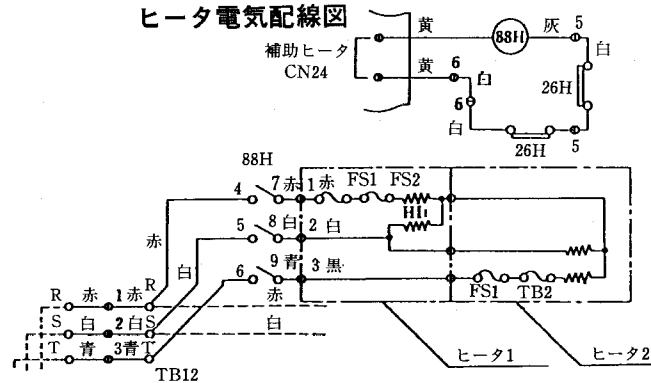 ヒータ電気配線図
黄 88H 灰 5
補助ヒータ
CN24
白
黄 6 白
26H
6
白
26H 5
88H
4 7 赤 1 赤 FS1 FS2
H1₁
5 8 白 2 白
赤
白
6 9 青 3 黒
FS1 TB2
R 赤 1 赤 R 赤
S 白 2 白 S 白
T 青 3 青 T
TB12
ヒータ1 ヒータ2